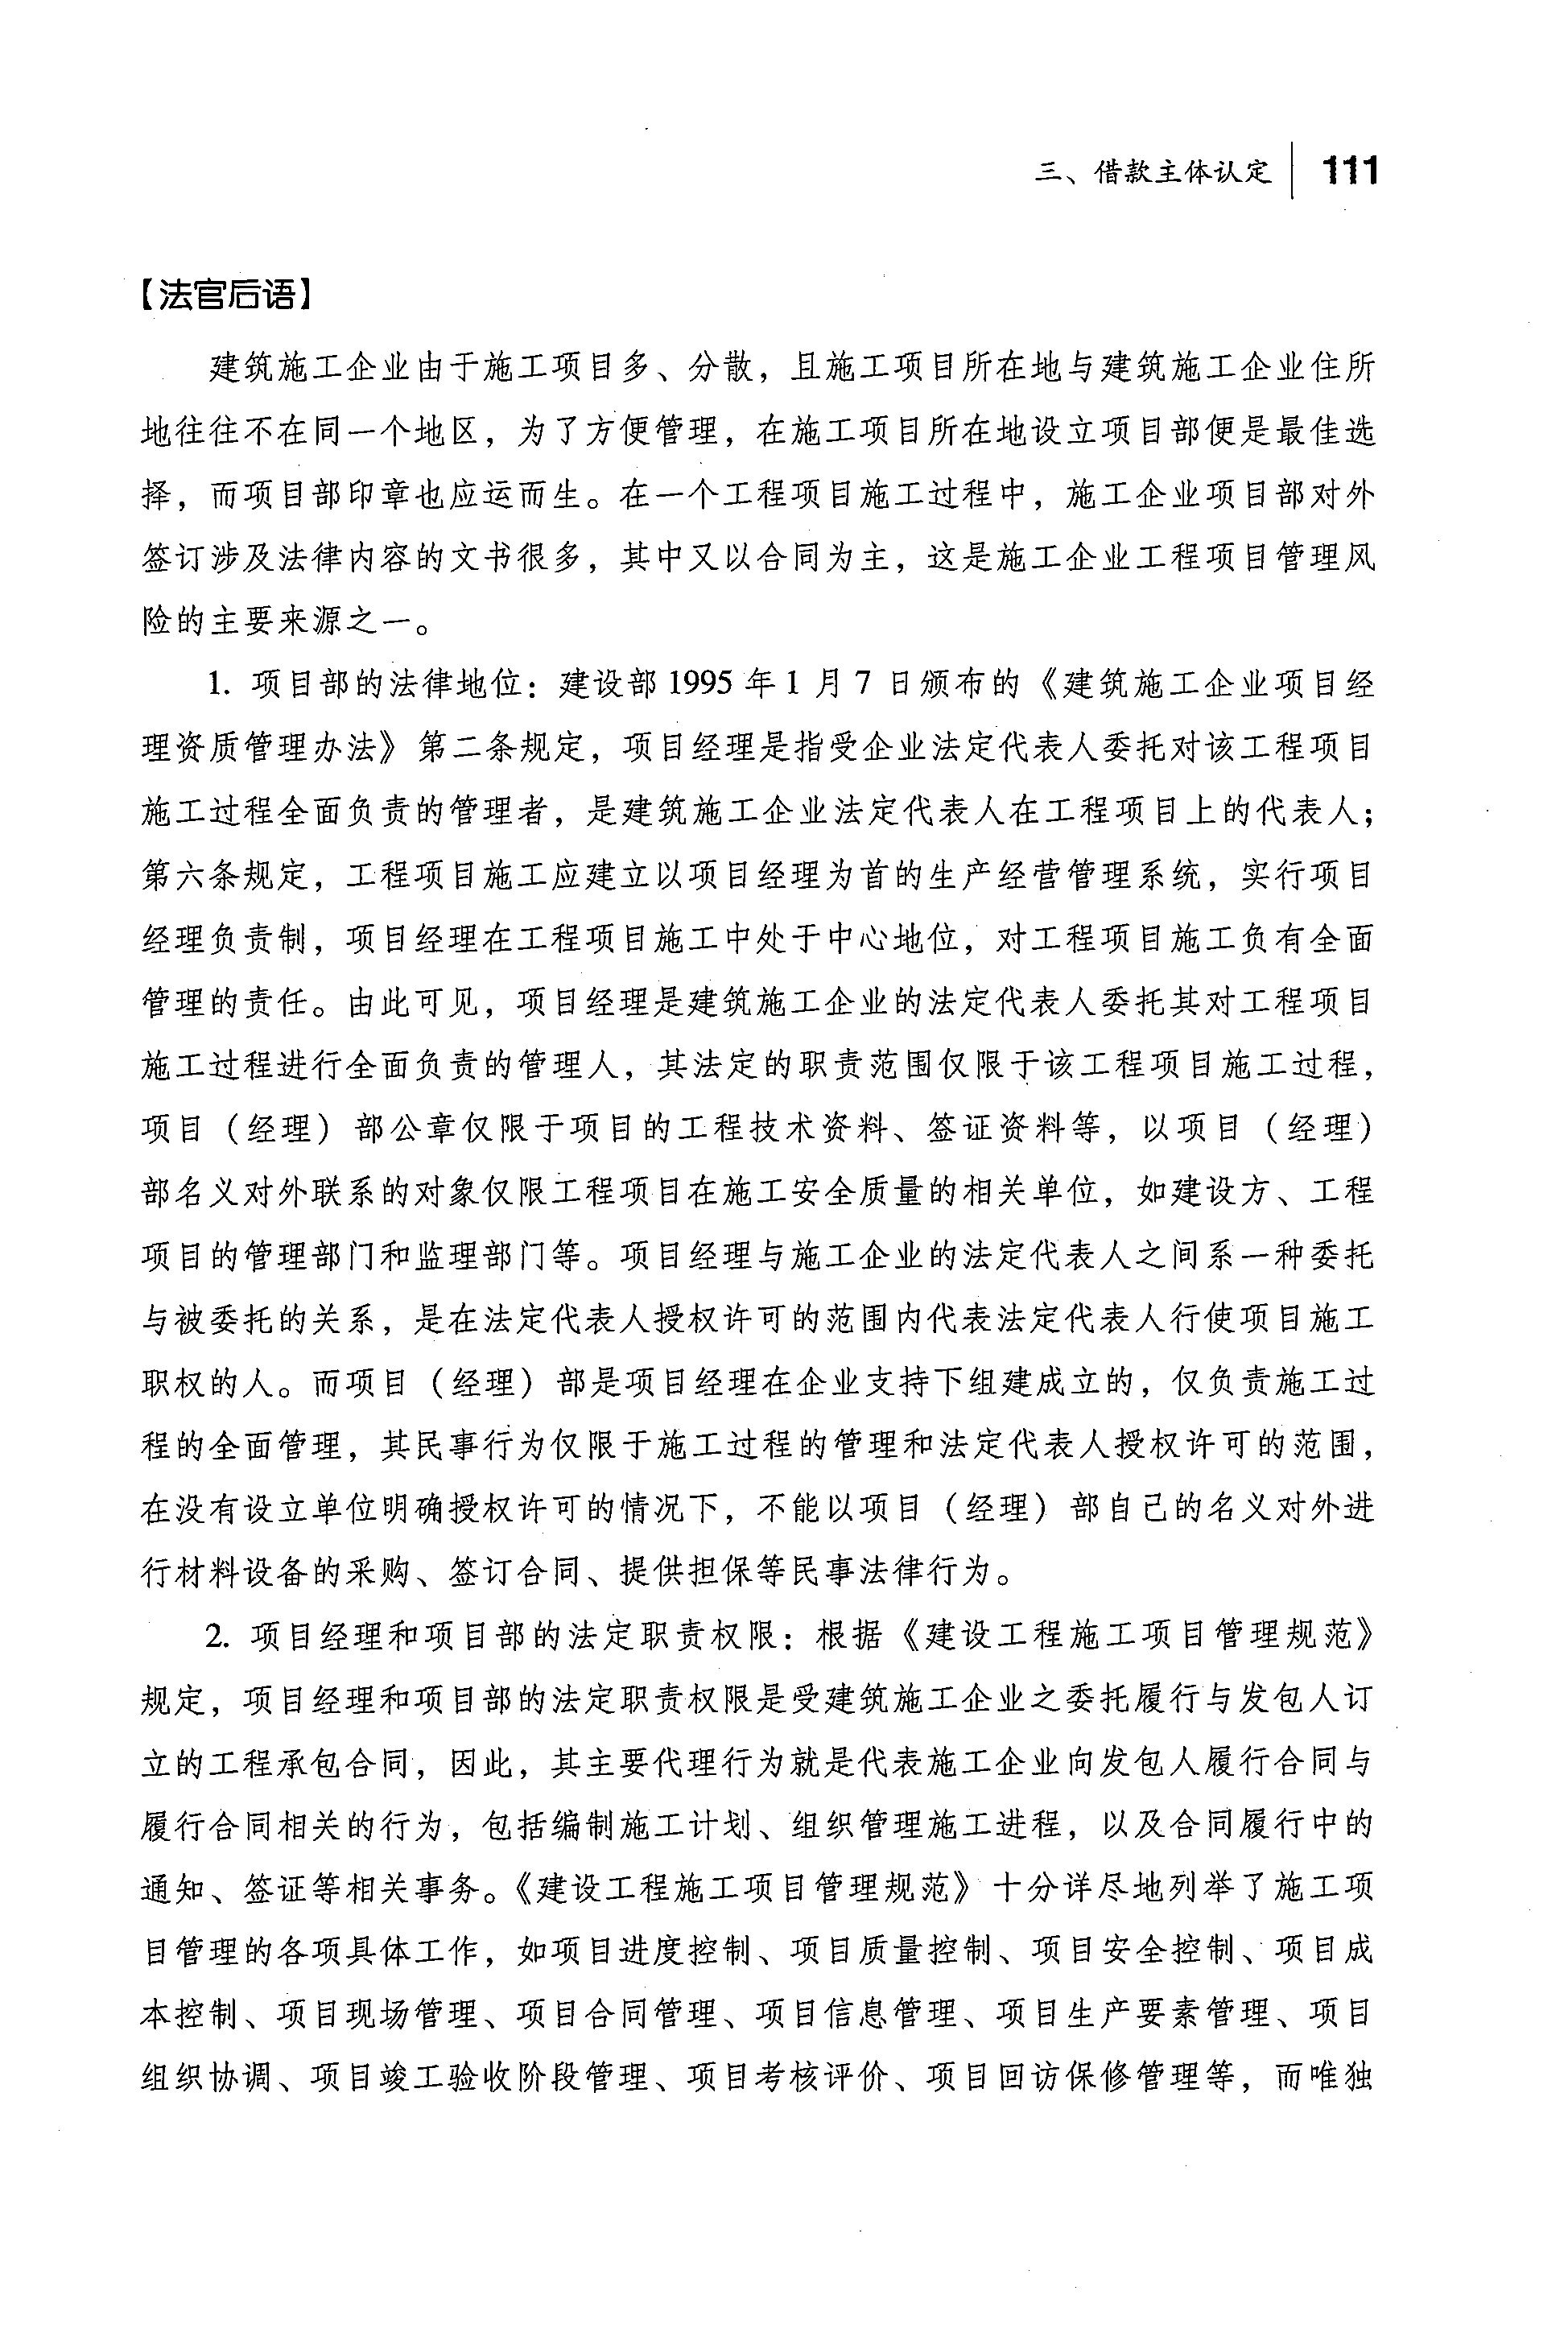 三、借款主体认定 111
【法官后语】
建筑施工企业由于施工项目多、分散，且施工项目所在地与建筑施工企业住所
地往往不在同一个地区，为了方便管理，在施工项目所在地设立项目部便是最佳选
择，而项目部印章也应运而生。在一个工程项目施工过程中，施工企业项目部对外
签订涉及法律内容的文书很多，其中又以合同为主，这是施工企业工程项目管理风
险的主要来源之一。
1. 项目部的法律地位：建设部 1995 年 1 月 7 日颁布的《建筑施工企业项目经
理资质管理办法》第二条规定，项目经理是指受企业法定代表人委托对该工程项目
施工过程全面负责的管理者，是建筑施工企业法定代表人在工程项目上的代表人；
第六条规定，工程项目施工应建立以项目经理为首的生产经营管理系统，实行项目
经理负责制，项目经理在工程项目施工中处于中心地位，对工程项目施工负有全面
管理的责任。由此可见，项目经理是建筑施工企业的法定代表人委托其对工程项目
施工过程进行全面负责的管理人，其法定的职责范围仅限于该工程项目施工过程，
项目（经理）部公章仅限于项目的工程技术资料、签证资料等，以项目（经理）
部名义对外联系的对象仅限工程项目在施工安全质量的相关单位，如建设方、工程
项目的管理部门和监理部门等。项目经理与施工企业的法定代表人之间系一种委托
与被委托的关系，是在法定代表人授权许可的范围内代表法定代表人行使项目施工
职权的人。而项目（经理）部是项目经理在企业支持下组建成立的，仅负责施工过
程的全面管理，其民事行为仅限于施工过程的管理和法定代表人授权许可的范围，
在没有设立单位明确授权许可的情况下，不能以项目（经理）部自己的名义对外进
行材料设备的采购、签订合同、提供担保等民事法律行为。
2. 项目经理和项目部的法定职责权限：根据《建设工程施工项目管理规范》
规定，项目经理和项目部的法定职责权限是受建筑施工企业之委托履行与发包人订
立的工程承包合同，因此，其主要代理行为就是代表施工企业向发包人履行合同与
履行合同相关的行为，包括编制施工计划、组织管理施工进程，以及合同履行中的
通知、签证等相关事务。《建设工程施工项目管理规范》十分详尽地列举了施工项
目管理的各项具体工作，如项目进度控制、项目质量控制、项目安全控制、项目成
本控制、项目现场管理、项目合同管理、项目信息管理、项目生产要素管理、项目
组织协调、项目竣工验收阶段管理、项目考核评价、项目回访保修管理等，而唯独